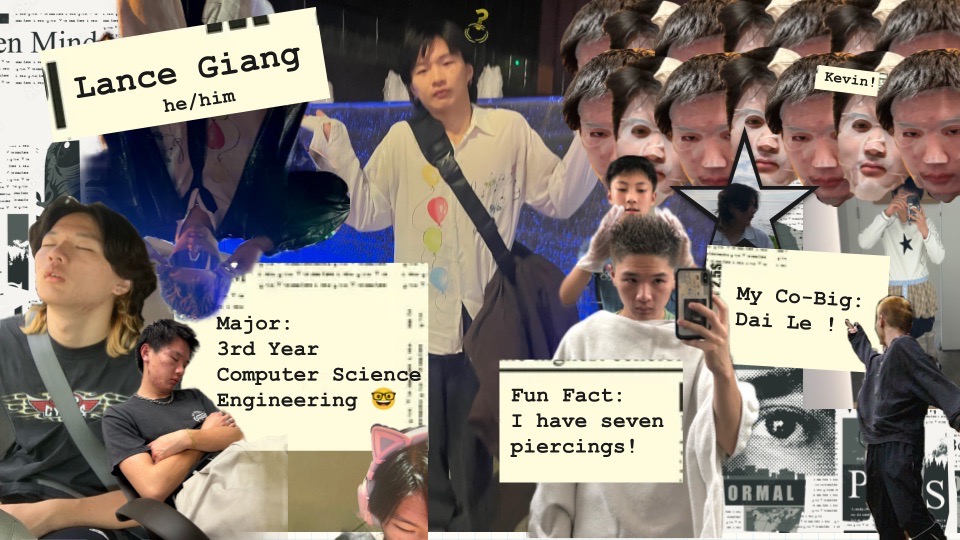 en Mind
Lance Giang
he/him
Kevin!
Major:
3rd Year
Computer Science
Engineering 🤓
My Co-Big:
Dai Le !
Fun Fact:
I have seven
piercings!
ORMAL
P
S